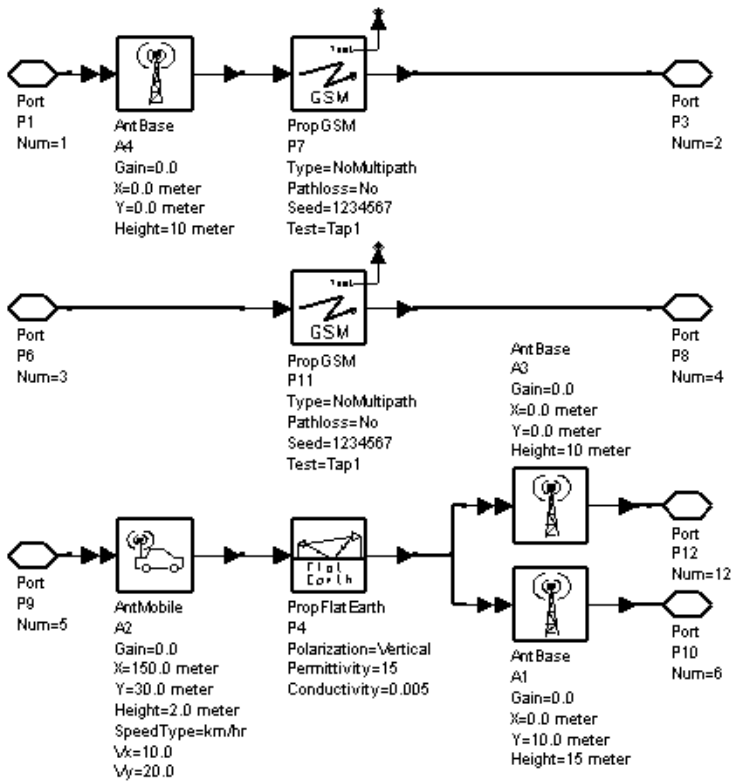 Test
GSM
Port
P1
Num=1
AntBase
A4
Gain=0.0
X=0.0 meter
Y=0.0 meter
Height=10 meter
PropGSM
P7
Type=NoMultipath
Pathloss=No
Seed=1234567
Test=Tap1
Port
P3
Num=2
Test
GSM
Port
P6
Num=3
PropGSM
P11
Type=NoMultipath
Pathloss=No
Seed=1234567
Test=Tap1
Port
P8
Num=4
AntBase
A3
Gain=0.0
X=0.0 meter
Y=0.0 meter
Height=10 meter
Flat
Earth
Port
P9
Num=5
AntMobile
A2
Gain=0.0
X=150.0 meter
Y=30.0 meter
Height=2.0 meter
SpeedType=km/hr
Vx=10.0
Vy=20.0
PropFlatEarth
P4
Polarization=Vertical
Permittivity=15
Conductivity=0.005
Port
P12
Num=12
Port
P10
Num=6
AntBase
A1
Gain=0.0
X=0.0 meter
Y=10.0 meter
Height=15 meter